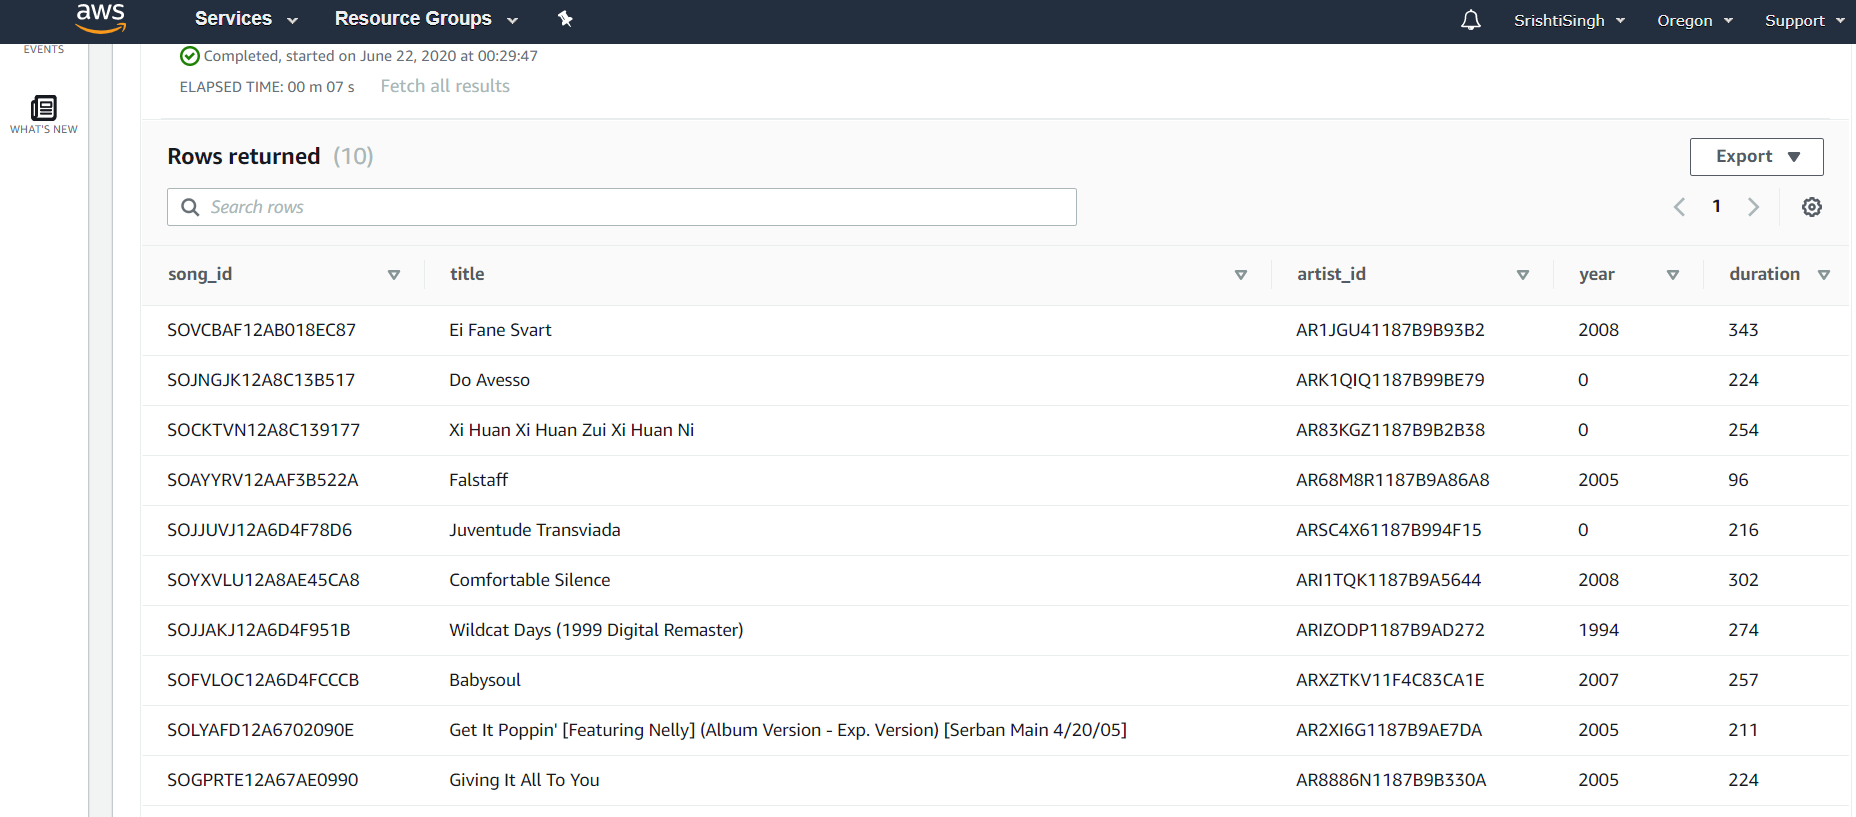 aws Services Resource Groups SrishtiSingh Oregon Support
EVENTS
WHAT'S NEW
Completed, started on June 22, 2020 at 00:29:47
ELAPSED TIME: 00 m 07 s Fetch all results
Rows returned (10) Export
Search rows 1
song_id title artist_id year duration
SOVCBAF12AB018EC87 Ei Fane Svart AR1JGU41187B9B93B2 2008 343
SOJNGJK12A8C13B517 Do Avesso ARK1QIQ1187B99BE79 0 224
SOCKTVN12A8C139177 Xi Huan Xi Huan Zui Xi Huan Ni AR83KGZ1187B9B2B38 0 254
SOAYYRV12AAF3B522A Falstaff AR68M8R1187B9A86A8 2005 96
SOJJUVJ12A6D4F78D6 Juventude Transviada ARSC4X61187B994F15 0 216
SOYXVLU12A8AE45CA8 Comfortable Silence ARI1TQK1187B9A5644 2008 302
SOJJAKJ12A6D4F951B Wildcat Days (1999 Digital Remaster) ARIZODP1187B9AD272 1994 274
SOFVLOC12A6D4FCCCB Babysoul ARXZTKV11F4C83CA1E 2007 257
SOLYAFD12A6702090E Get It Poppin' [Featuring Nelly] (Album Version - Exp. Version) [Serban Main 4/20/05] AR2XI6G1187B9AE7DA 2005 211
SOGPRTE12A67AE0990 Giving It All To You AR8886N1187B9B330A 2005 224